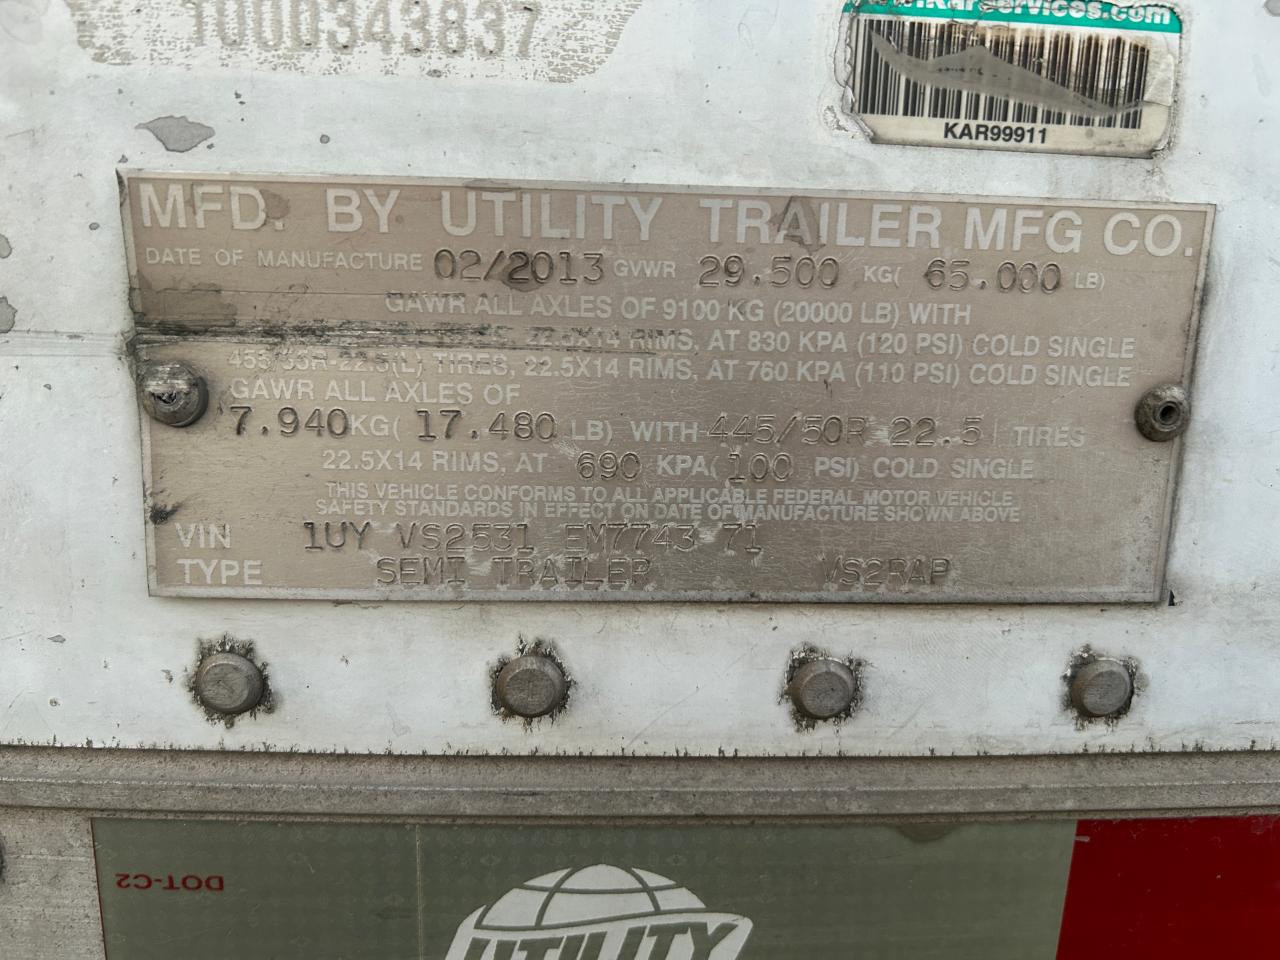 1000343837
www.Karservices.com
KAR99911
MFD. BY UTILITY TRAILER MFG CO.
DATE OF MANUFACTURE 02/2013 GVWR 29.500 KG( 65.000 LB)
GAWR ALL AXLES OF 9100 KG (20000 LB) WITH
22.5X14 RIMS, AT 830 KPA (120 PSI) COLD SINGLE
455/55R-22.5(L) TIRES, 22.5X14 RIMS, AT 760 KPA (110 PSI) COLD SINGLE
GAWR ALL AXLES OF
7.940 KG( 17.480 LB) WITH 445/50R 22.5 TIRES
22.5X14 RIMS, AT 690 KPA( 100 PSI) COLD SINGLE
THIS VEHICLE CONFORMS TO ALL APPLICABLE FEDERAL MOTOR VEHICLE
SAFETY STANDARDS IN EFFECT ON DATE OF MANUFACTURE SHOWN ABOVE
VIN 1UY VS2531 EM7743 71
TYPE SEMI TRAILER VS2RAP
DOT-C2
UTILITY